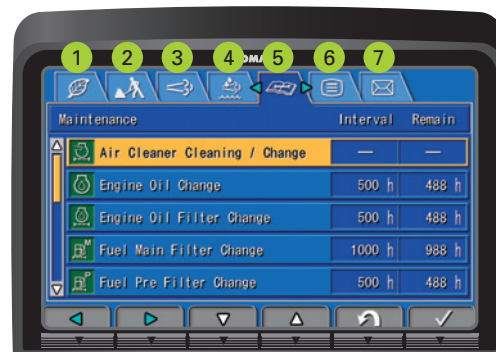 1 2 3 4 5 6 7
Maintenance Interval Remain
Air Cleaner Cleaning / Change — —
Engine Oil Change 500 h 488 h
Engine Oil Filter Change 500 h 488 h
M Fuel Main Filter Change 1000 h 988 h
P Fuel Pre Filter Change 500 h 488 h